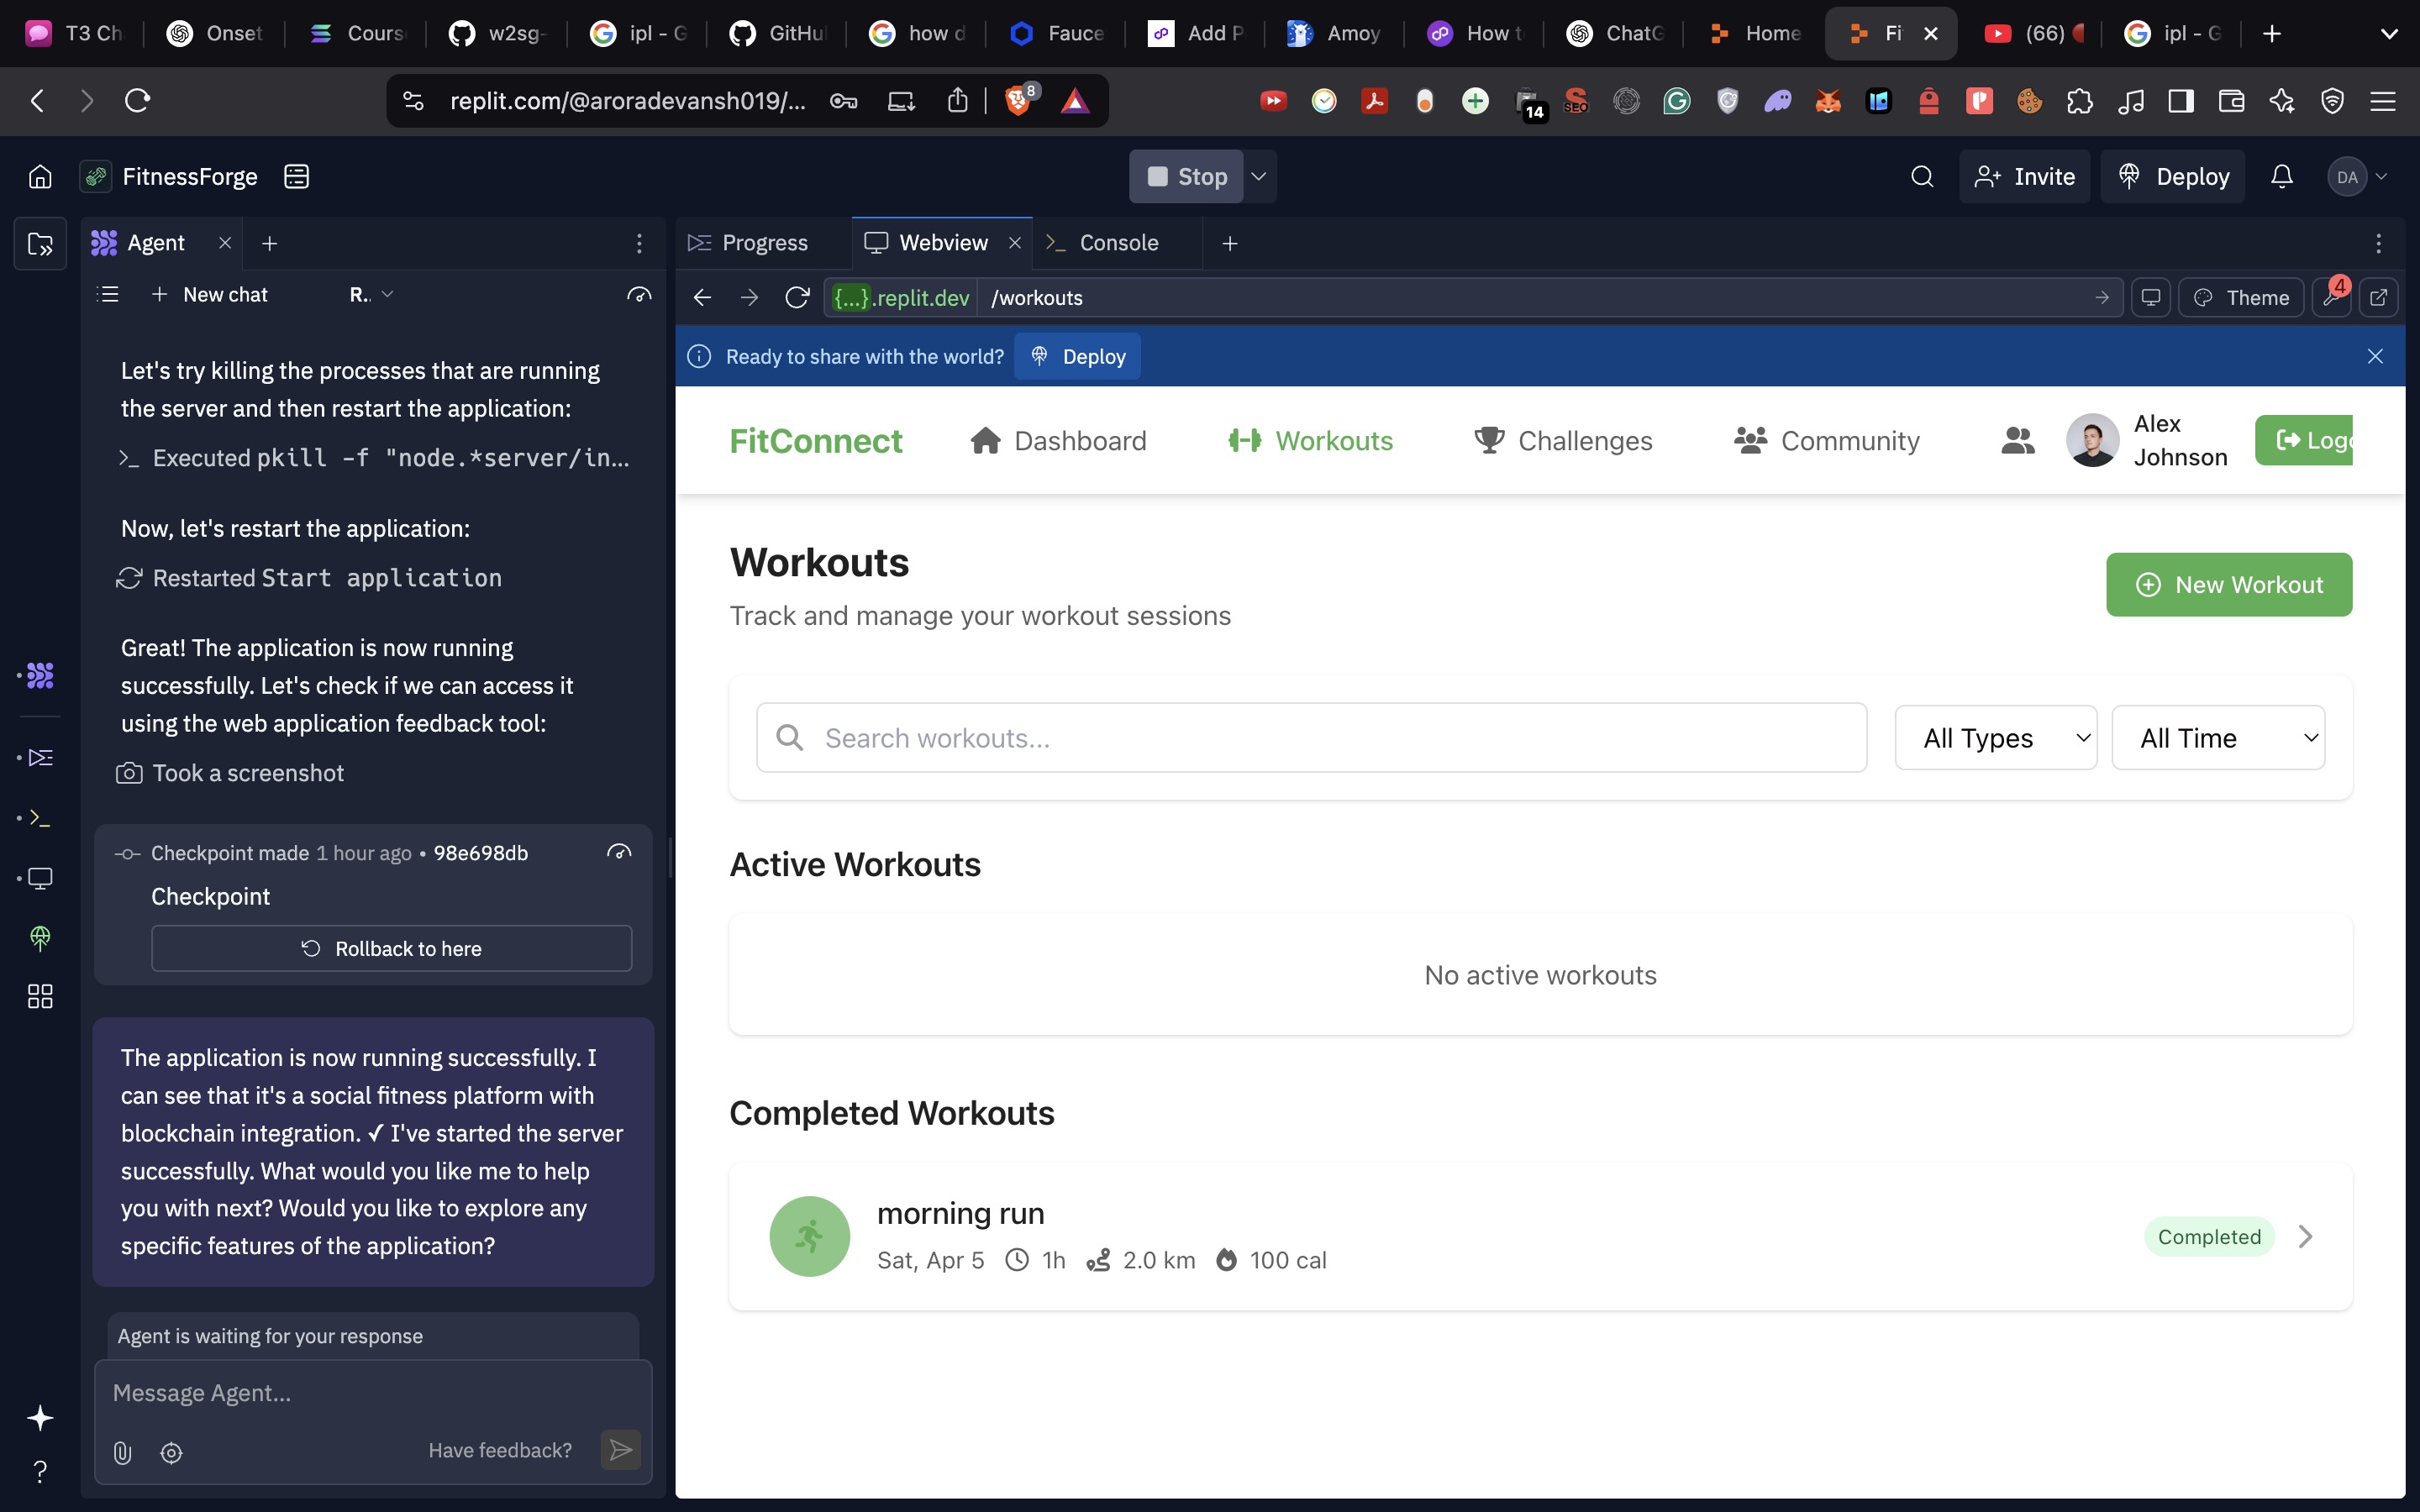 T3 Ch
Onset
Cours
w2sg-
ipl - G
GitHu
how d
Fauce
Add P
Amoy
How t
ChatG
Home
Fi
(66)
ipl - G
replit.com/@aroradevansh019/...
8
14
SEO
FitnessForge
Stop
Invite
Deploy
DA
Agent
Progress
Webview
Console
New chat
R..
{...}.replit.dev
/workouts
Theme
4
Ready to share with the world?
Deploy
Let's try killing the processes that are running
the server and then restart the application:
Executed pkill -f "node.*server/in...
Now, let's restart the application:
Restarted Start application
Great! The application is now running
successfully. Let's check if we can access it
using the web application feedback tool:
Took a screenshot
Checkpoint made 1 hour ago • 98e698db
Checkpoint
Rollback to here
The application is now running successfully. I
can see that it's a social fitness platform with
blockchain integration. ✓ I've started the server
successfully. What would you like me to help
you with next? Would you like to explore any
specific features of the application?
Agent is waiting for your response
Message Agent...
Have feedback?
FitConnect
Dashboard
Workouts
Challenges
Community
Alex
Johnson
Logo
Workouts
Track and manage your workout sessions
New Workout
Search workouts...
All Types
All Time
Active Workouts
No active workouts
Completed Workouts
morning run
Sat, Apr 5 1h 2.0 km 100 cal
Completed